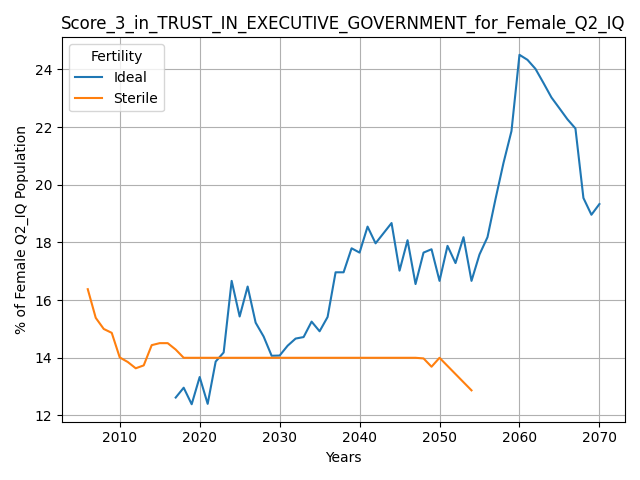 Score_3_in_TRUST_IN_EXECUTIVE_GOVERNMENT_for_Female_Q2_IQ
Fertility
Ideal
Sterile
% of Female Q2_IQ Population
24
22
20
18
16
14
12
2010 2020 2030 2040 2050 2060 2070
Years